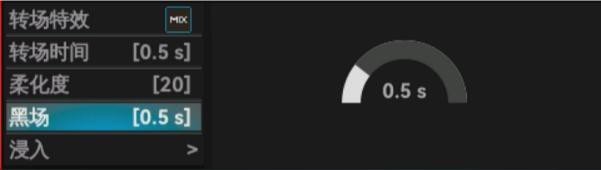 转场特效 MIX
转场时间 [0.5 s]
柔化度 [20]
黑场 [0.5 s]
浸入 >
0.5 s